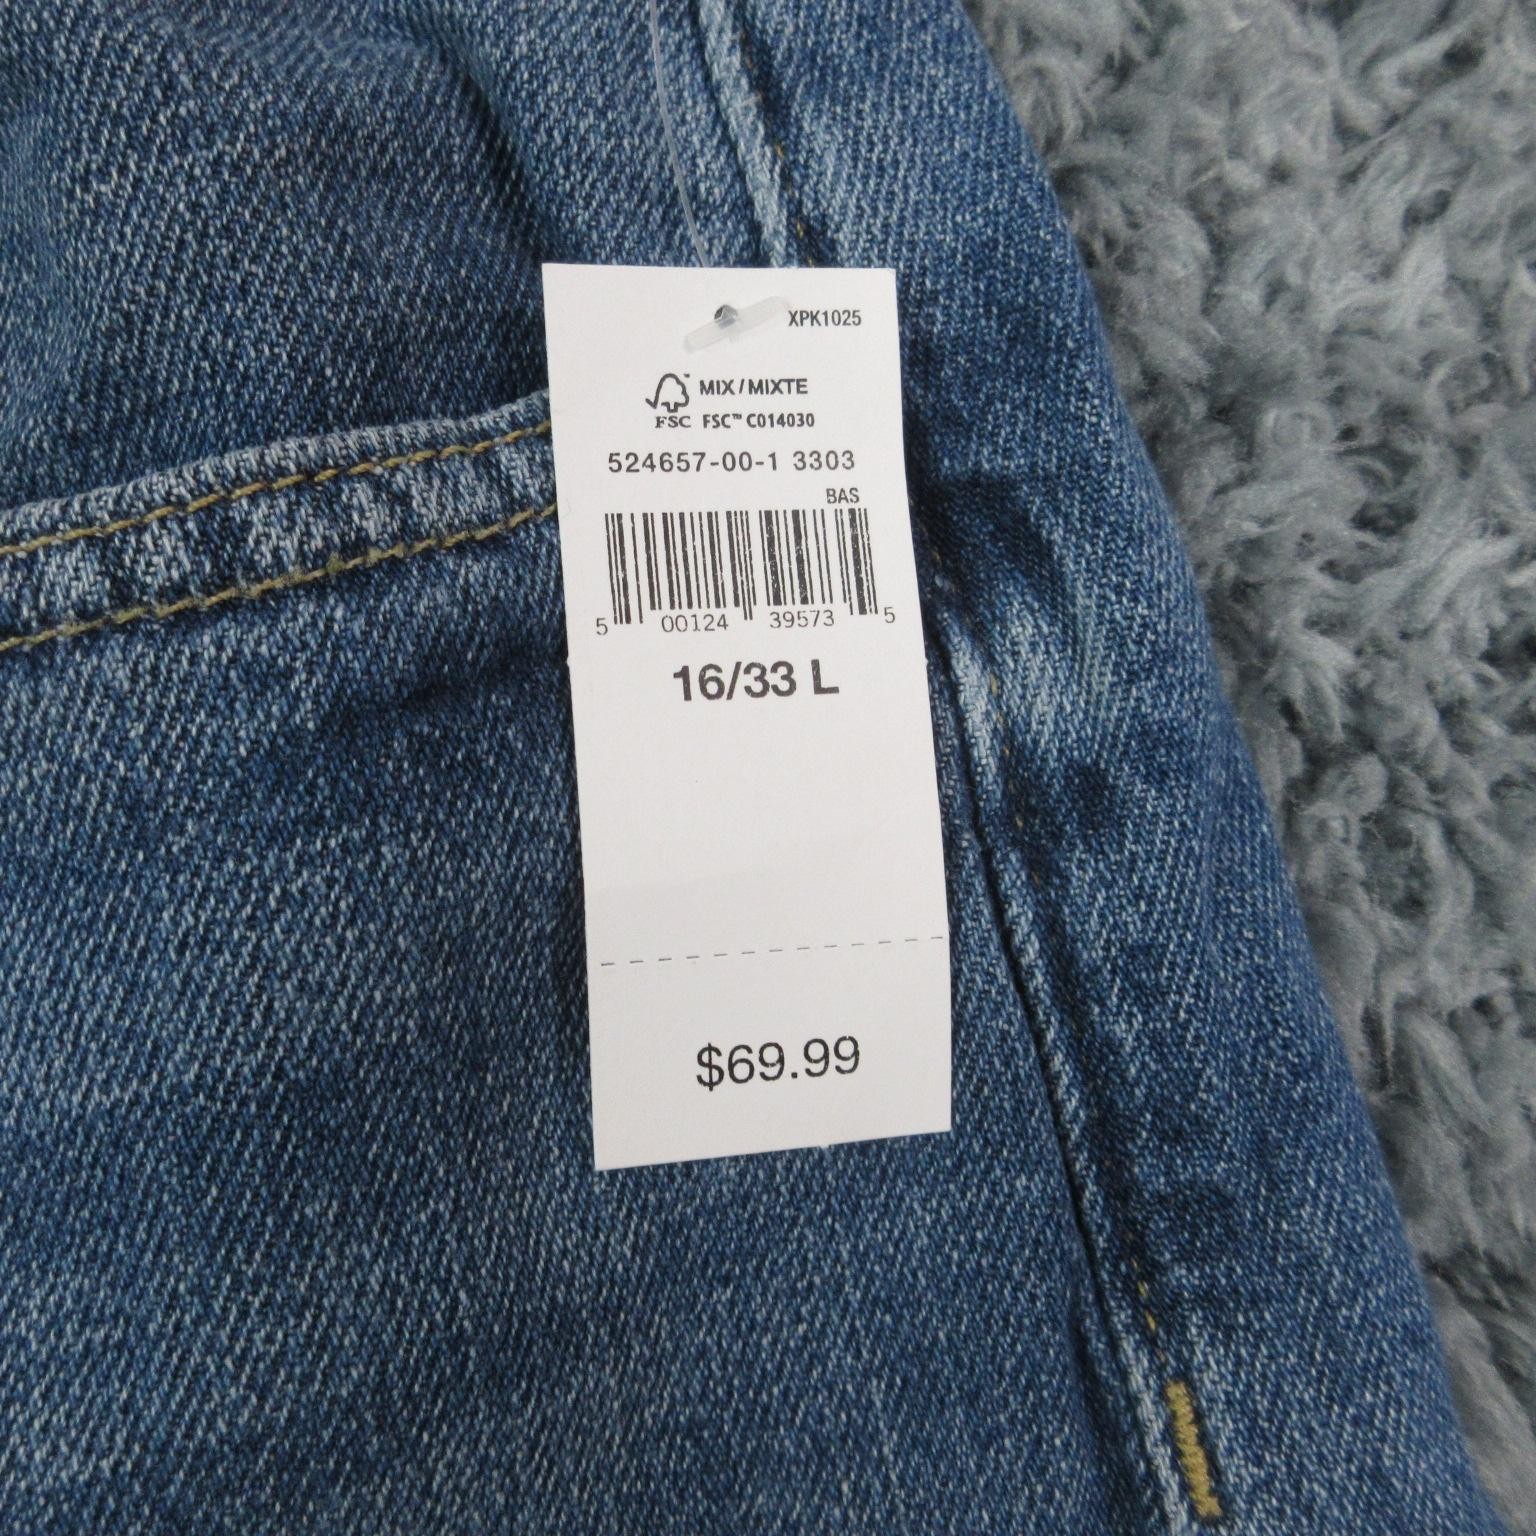 XPK1025
MIX / MIXTE
FSC FSC™ C014030
524657-00-1 3303
BAS
5 00124 39573 5
16/33 L
$69.99